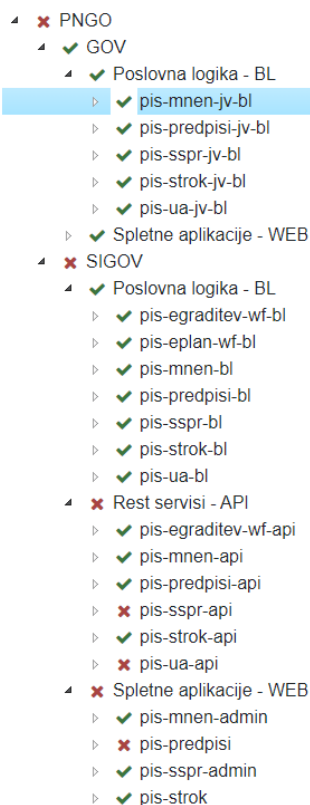 PNGO
GOV
Poslovna logika - BL
pis-mnen-jv-bl
pis-predpisi-jv-bl
pis-sspr-jv-bl
pis-strok-jv-bl
pis-ua-jv-bl
Spletne aplikacije - WEB
SIGOV
Poslovna logika - BL
pis-egraditev-wf-bl
pis-eplan-wf-bl
pis-mnen-bl
pis-predpisi-bl
pis-sspr-bl
pis-strok-bl
pis-ua-bl
Rest servisi - API
pis-egraditev-wf-api
pis-mnen-api
pis-predpisi-api
pis-sspr-api
pis-strok-api
pis-ua-api
Spletne aplikacije - WEB
pis-mnen-admin
pis-predpisi
pis-sspr-admin
pis-strok